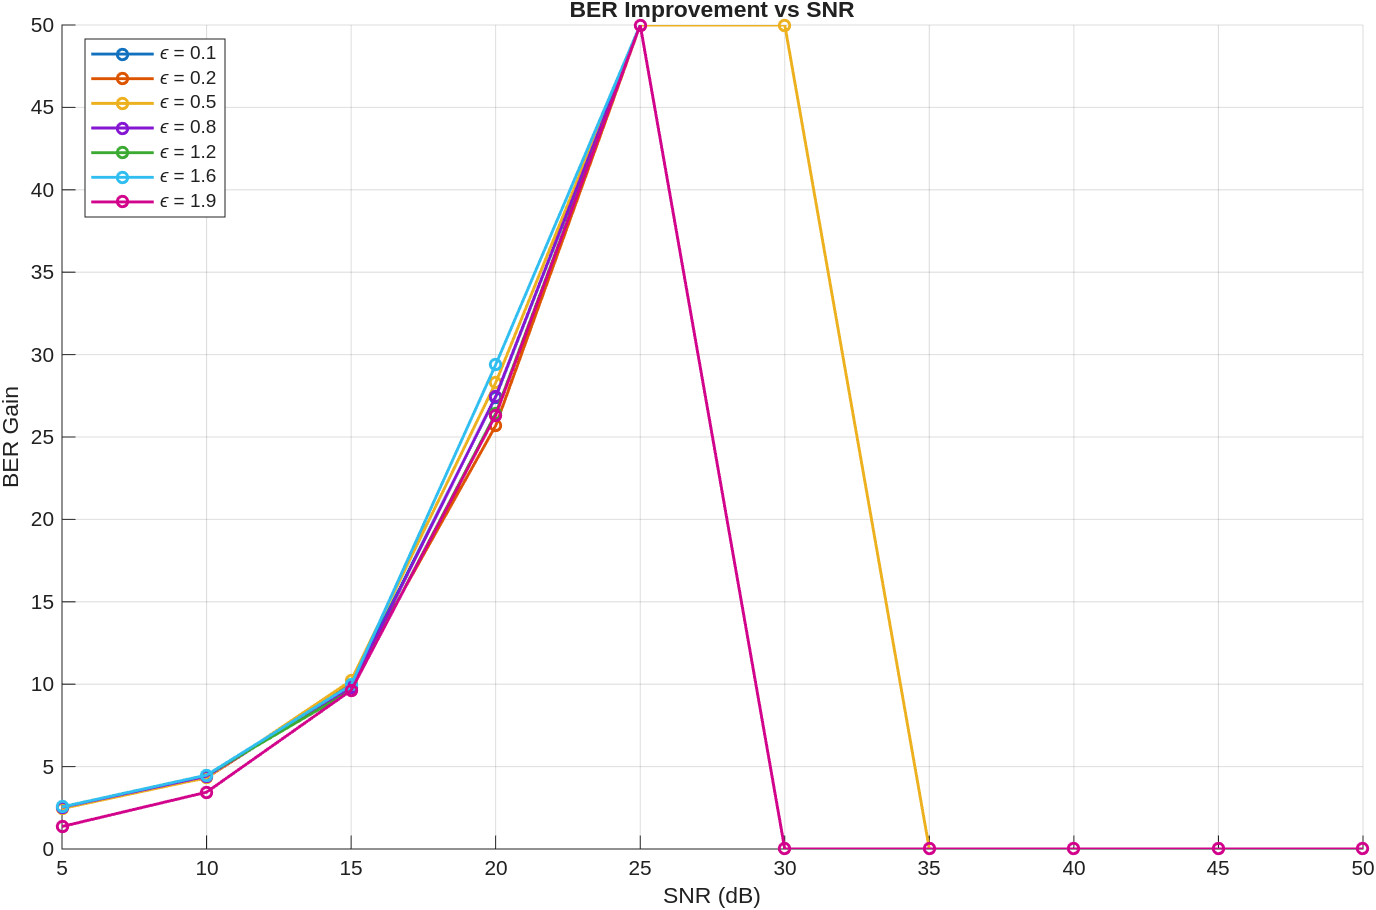 BER Improvement vs SNR
50
45
40
35
30
25
20
15
10
5
0
ϵ = 0.1
ϵ = 0.2
ϵ = 0.5
ϵ = 0.8
ϵ = 1.2
ϵ = 1.6
ϵ = 1.9
BER Gain
5 10 15 20 25 30 35 40 45 50
SNR (dB)